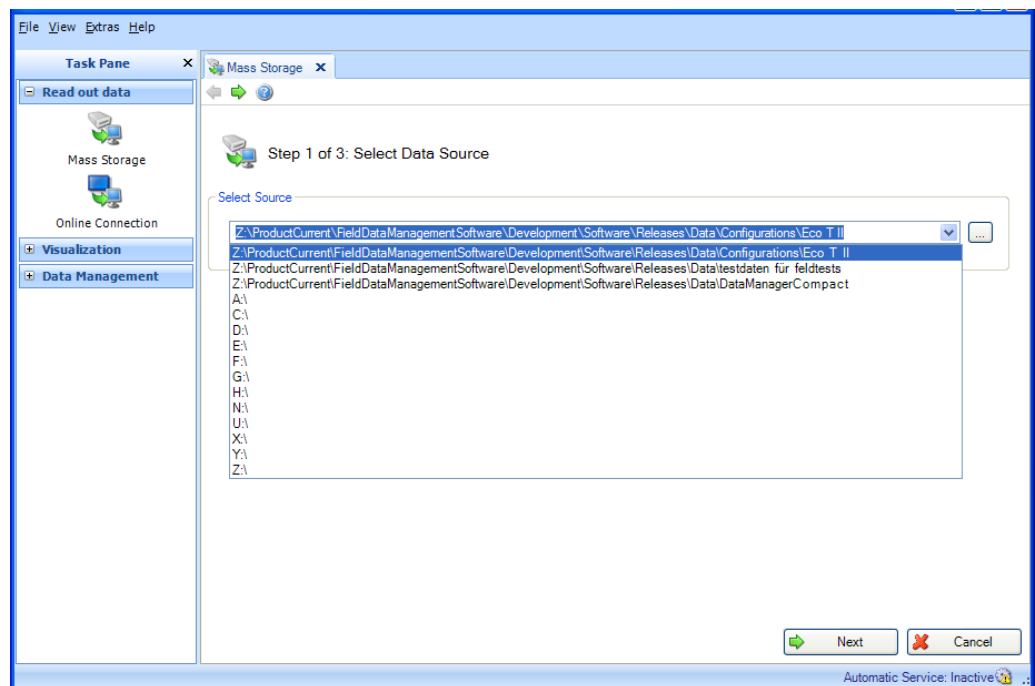 File View Extras Help
Task Pane
Mass Storage
Read out data
Mass Storage
Online Connection
Visualization
Data Management
Step 1 of 3: Select Data Source
Select Source
Z:\ProductCurrent\FieldDataManagementSoftware\Development\Software\Releases\Data\Configurations\Eco T II
...
Z:\ProductCurrent\FieldDataManagementSoftware\Development\Software\Releases\Data\Configurations\Eco T II
Z:\ProductCurrent\FieldDataManagementSoftware\Development\Software\Releases\Data\testdaten für feldtests
Z:\ProductCurrent\FieldDataManagementSoftware\Development\Software\Releases\Data\DataManagerCompact
A:\
C:\
D:\
E:\
F:\
G:\
H:\
N:\
U:\
X:\
Y:\
Z:\
Next
Cancel
Automatic Service: Inactive